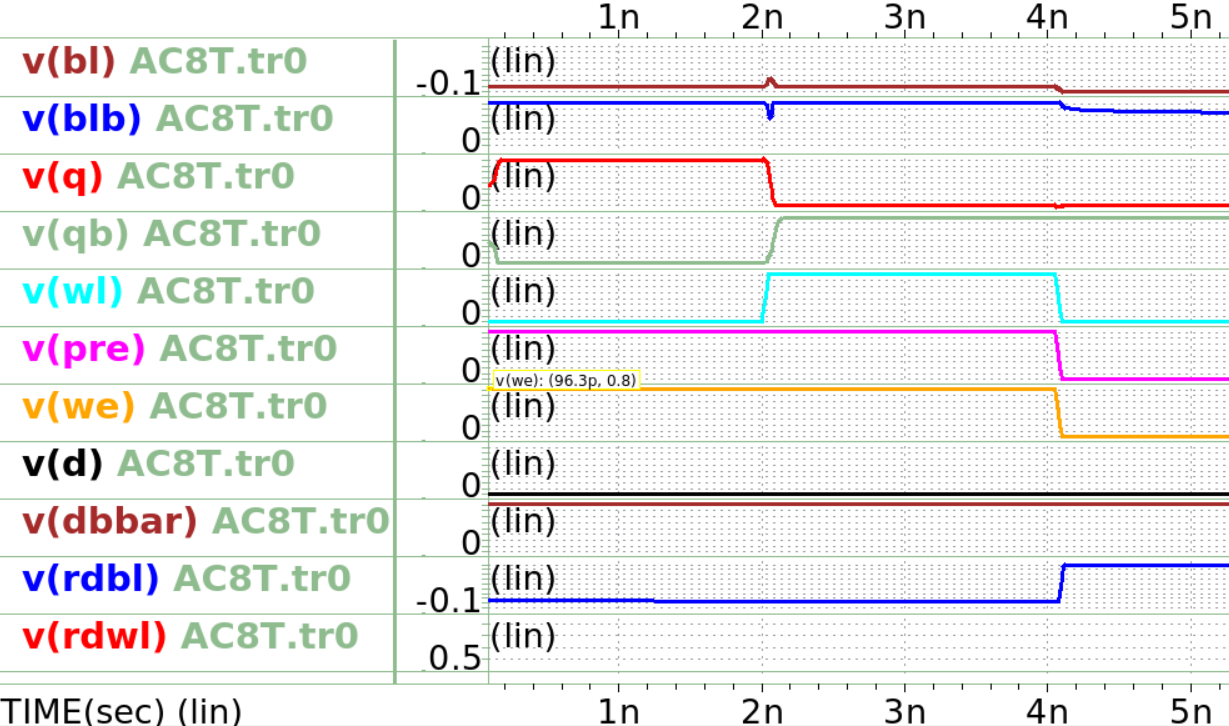 1n 2n 3n 4n 5n
v(bl) AC8T.tr0 -0.1 (lin)
v(blb) AC8T.tr0 0 (lin)
v(q) AC8T.tr0 0 (lin)
v(qb) AC8T.tr0 0 (lin)
v(wl) AC8T.tr0 0 (lin)
v(pre) AC8T.tr0 0 (lin)
v(we): (96.3p, 0.8)
v(we) AC8T.tr0 0 (lin)
v(d) AC8T.tr0 0 (lin)
v(dbbar) AC8T.tr0 0 (lin)
v(rdbl) AC8T.tr0 -0.1 (lin)
v(rdwl) AC8T.tr0 0.5 (lin)
TIME(sec) (lin) 1n 2n 3n 4n 5n